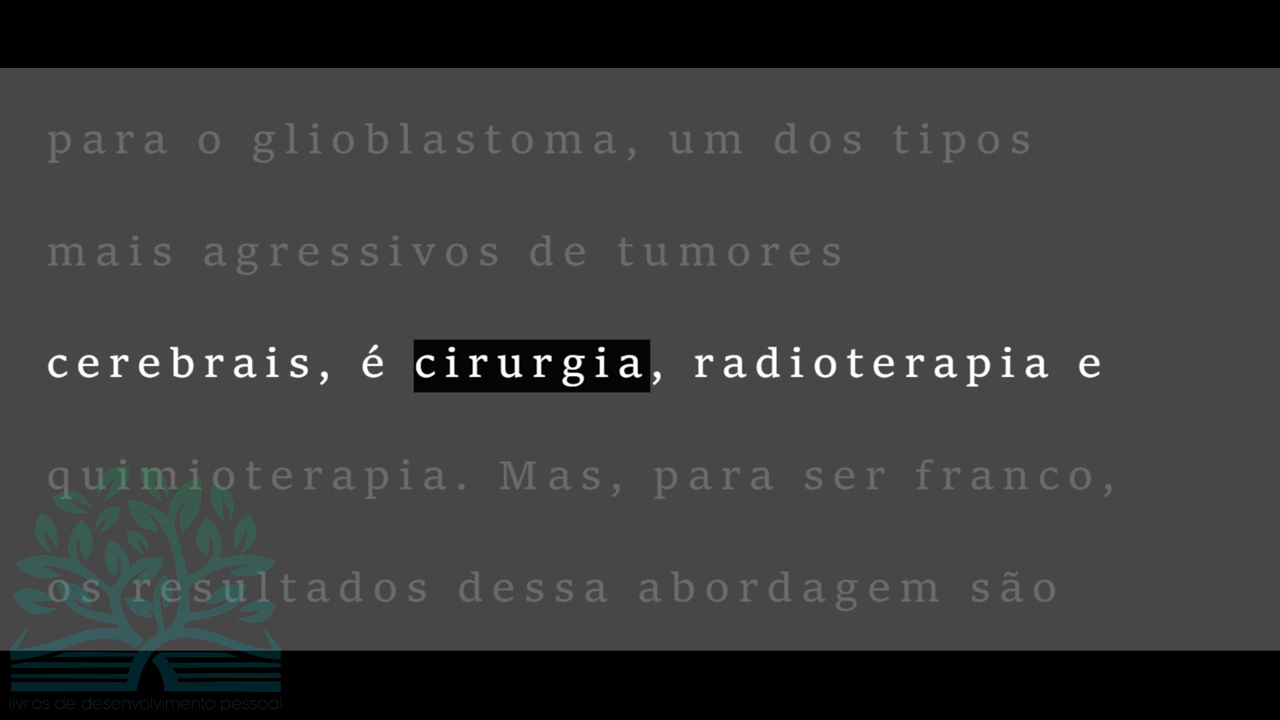 para o glioblastoma, um dos tipos
mais agressivos de tumores
cerebrais, é cirurgia, radioterapia e
quimioterapia. Mas, para ser franco,
os resultados dessa abordagem são
livros de desenvolvimento pessoal